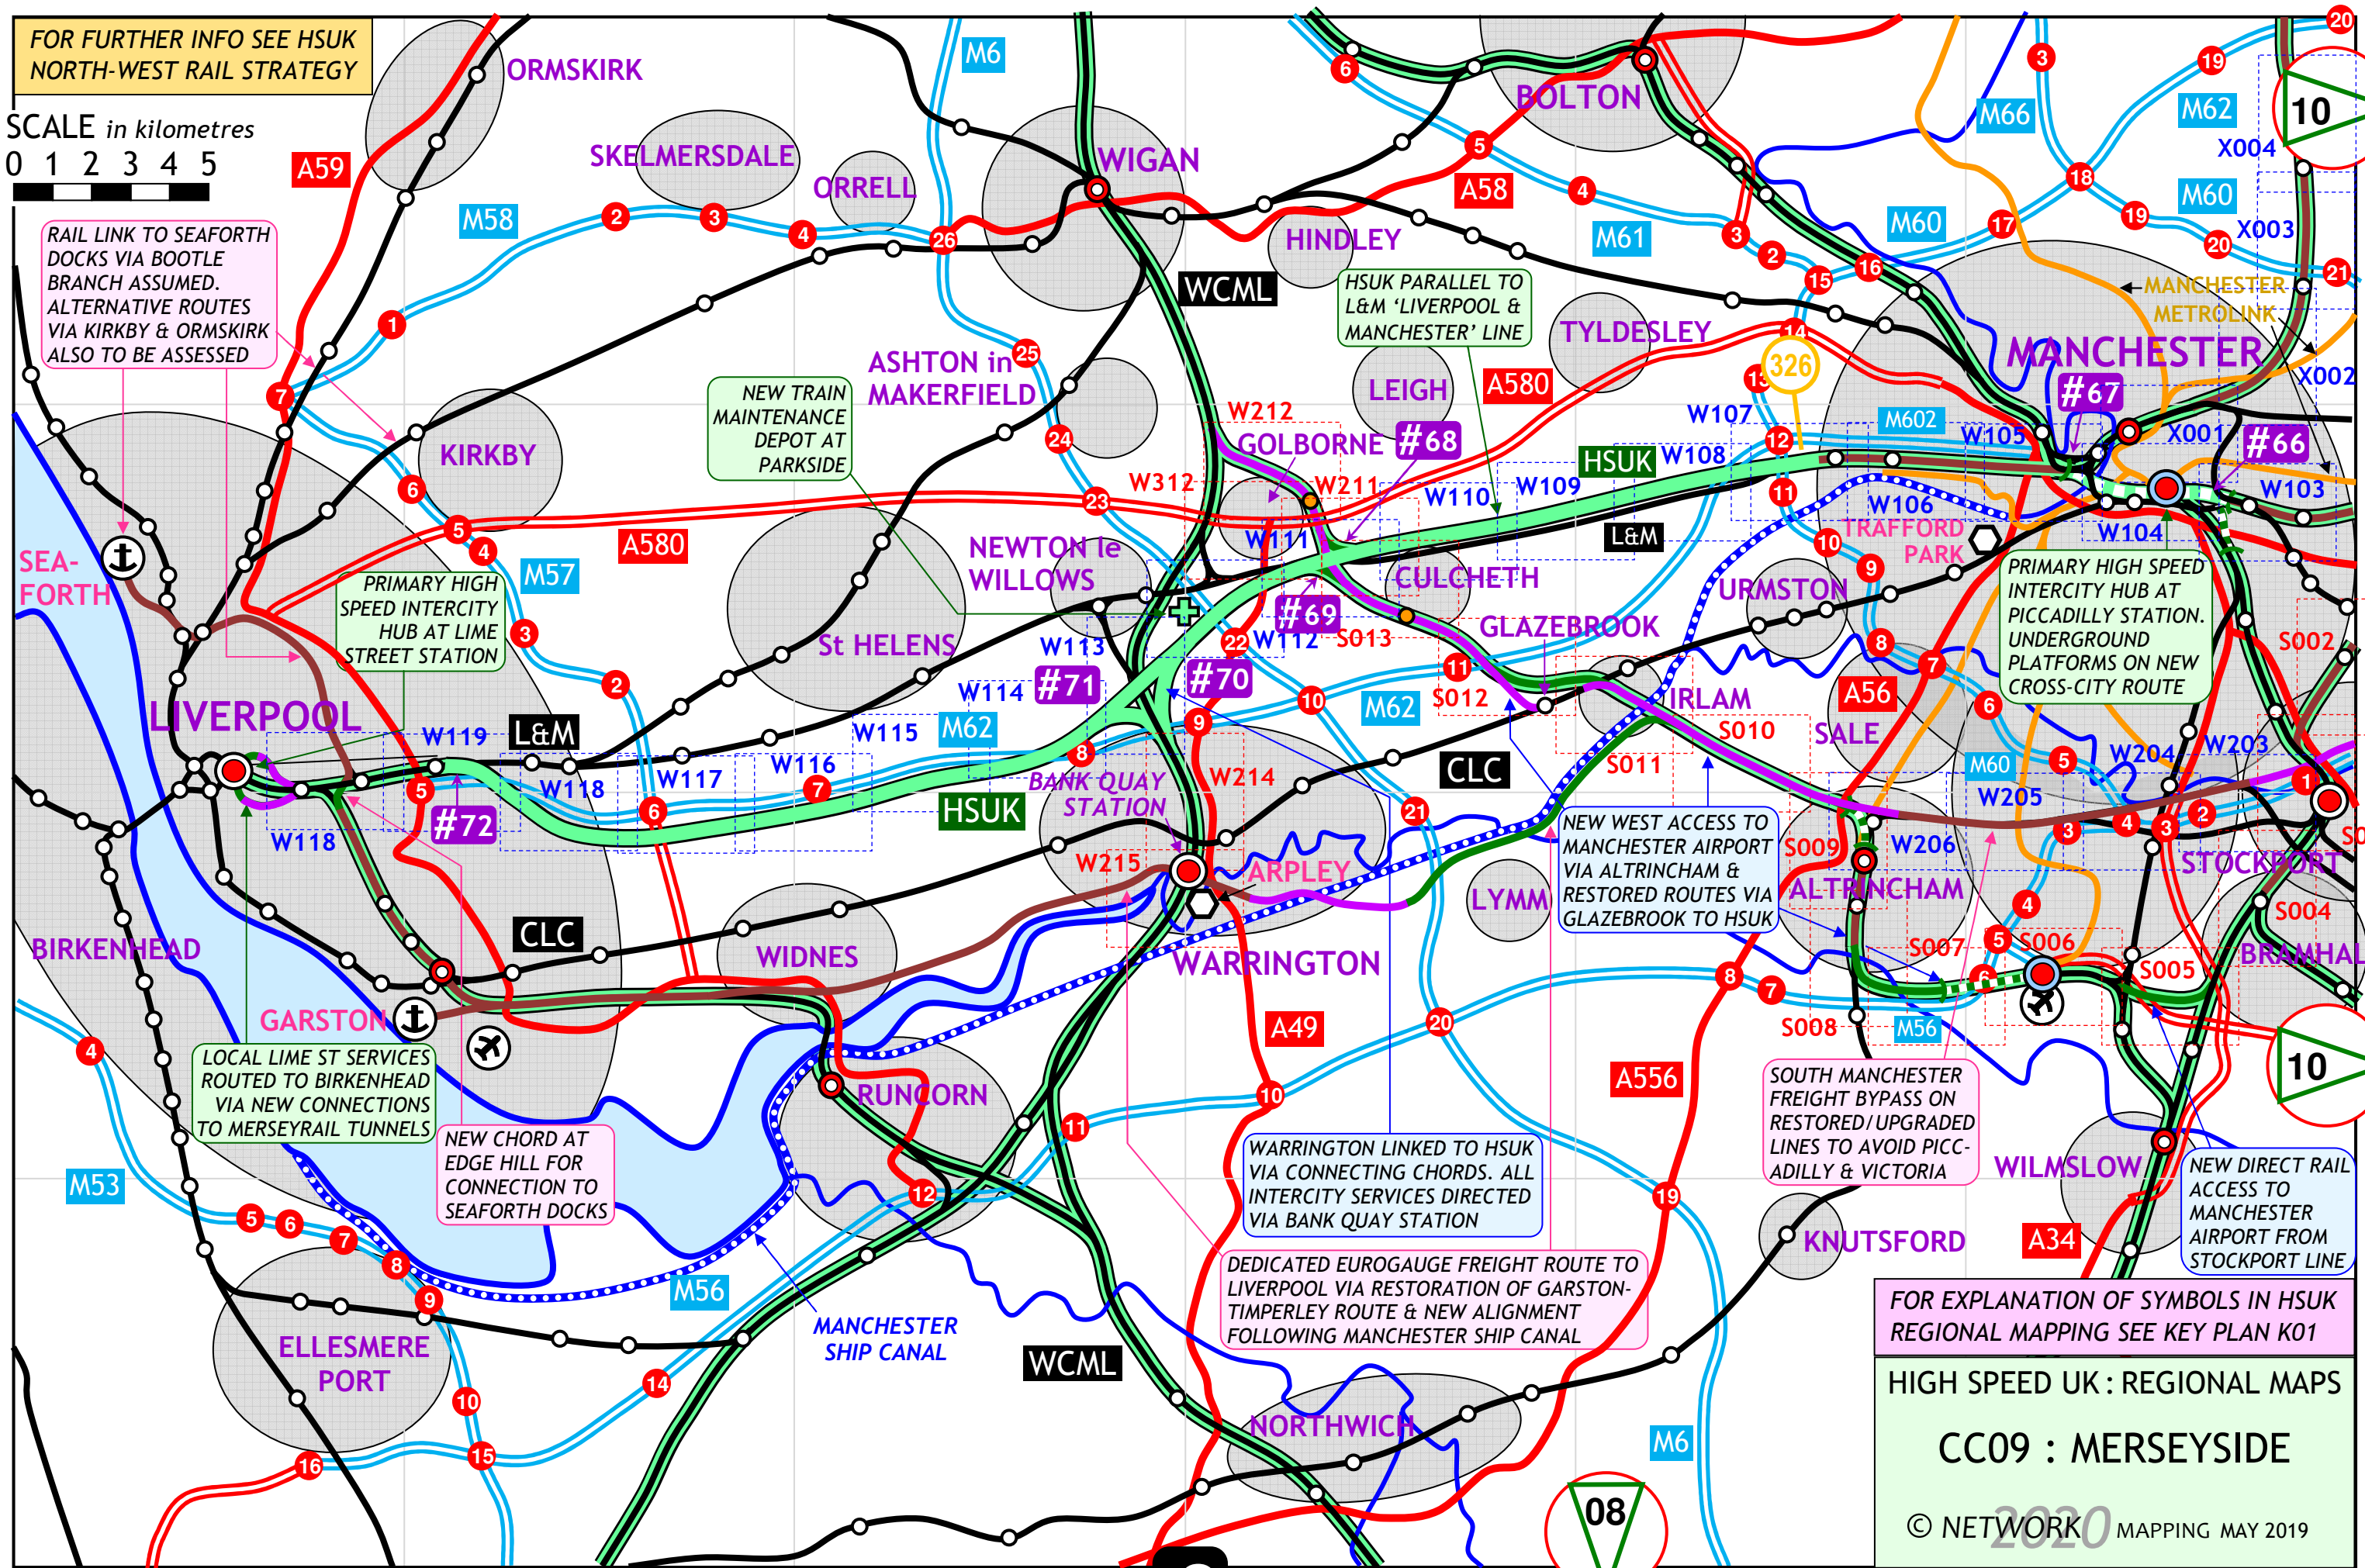 FOR FURTHER INFO SEE HSUK
NORTH-WEST RAIL STRATEGY
SCALE in kilometres
0 1 2 3 4 5
RAIL LINK TO SEAFORTH
DOCKS VIA BOOTLE
BRANCH ASSUMED.
ALTERNATIVE ROUTES
VIA KIRKBY & ORMSKIRK
ALSO TO BE ASSESSED
A59
ORMSKIRK
M58
SKELMERSDALE
ORRELL
M6
WIGAN
WCML
HINDLEY
A58
BOLTON
M61
M66
M62
M60
M60
10
X004
X003
X002
X001
MANCHESTER
METROLINK
HSUK PARALLEL TO
L&M ‘LIVERPOOL &
MANCHESTER’ LINE
TYLDESLEY
LEIGH
A580
326
MANCHESTER
#67
#66
M602
W107
W105
W108
HSUK
W109
W110
W106
W103
W104
L&M
TRAFFORD
PARK
ASHTON in
MAKERFIELD
NEW TRAIN
MAINTENANCE
DEPOT AT
PARKSIDE
W212
GOLBORNE
#68
W312
W211
W111
KIRKBY
A580
M57
NEWTON le
WILLOWS
St HELENS
CULCHETH
#69
S013
W112
W113
GLAZEBROOK
URMSTON
PRIMARY HIGH SPEED
INTERCITY HUB AT
PICCADILLY STATION.
UNDERGROUND
PLATFORMS ON NEW
CROSS-CITY ROUTE
S002
SEA-
FORTH
PRIMARY HIGH
SPEED INTERCITY
HUB AT LIME
STREET STATION
LIVERPOOL
L&M
W119
#72
W118
W118
W117
W116
W115
W114
#71
#70
M62
M62
S012
IRLAM
A56
SALE
S010
S011
HSUK
BANK QUAY
STATION
W214
CLC
W215
ARPLEY
LYMM
WARRINGTON
NEW WEST ACCESS TO
MANCHESTER AIRPORT
VIA ALTRINCHAM &
RESTORED ROUTES VIA
GLAZEBROOK TO HSUK
M60
W204
W203
W205
W206
S009
ALTRINCHAM
STOCKPORT
S004
BRAMHAL
S007
S006
S005
S008
M56
BIRKENHEAD
CLC
WIDNES
GARSTON
LOCAL LIME ST SERVICES
ROUTED TO BIRKENHEAD
VIA NEW CONNECTIONS
TO MERSEYRAIL TUNNELS
NEW CHORD AT
EDGE HILL FOR
CONNECTION TO
SEAFORTH DOCKS
RUNCORN
A49
A556
WARRINGTON LINKED TO HSUK
VIA CONNECTING CHORDS. ALL
INTERCITY SERVICES DIRECTED
VIA BANK QUAY STATION
SOUTH MANCHESTER
FREIGHT BYPASS ON
RESTORED/UPGRADED
LINES TO AVOID PICC-
ADILLY & VICTORIA
10
WILMSLOW
NEW DIRECT RAIL
ACCESS TO
MANCHESTER
AIRPORT FROM
STOCKPORT LINE
M53
M56
KNUTSFORD
A34
DEDICATED EUROGAUGE FREIGHT ROUTE TO
LIVERPOOL VIA RESTORATION OF GARSTON-
TIMPERLEY ROUTE & NEW ALIGNMENT
FOLLOWING MANCHESTER SHIP CANAL
MANCHESTER
SHIP CANAL
ELLESMERE
PORT
WCML
NORTHWICH
M6
08
FOR EXPLANATION OF SYMBOLS IN HSUK
REGIONAL MAPPING SEE KEY PLAN K01
HIGH SPEED UK : REGIONAL MAPS
CC09 : MERSEYSIDE
© NETWORK 2020 MAPPING MAY 2019